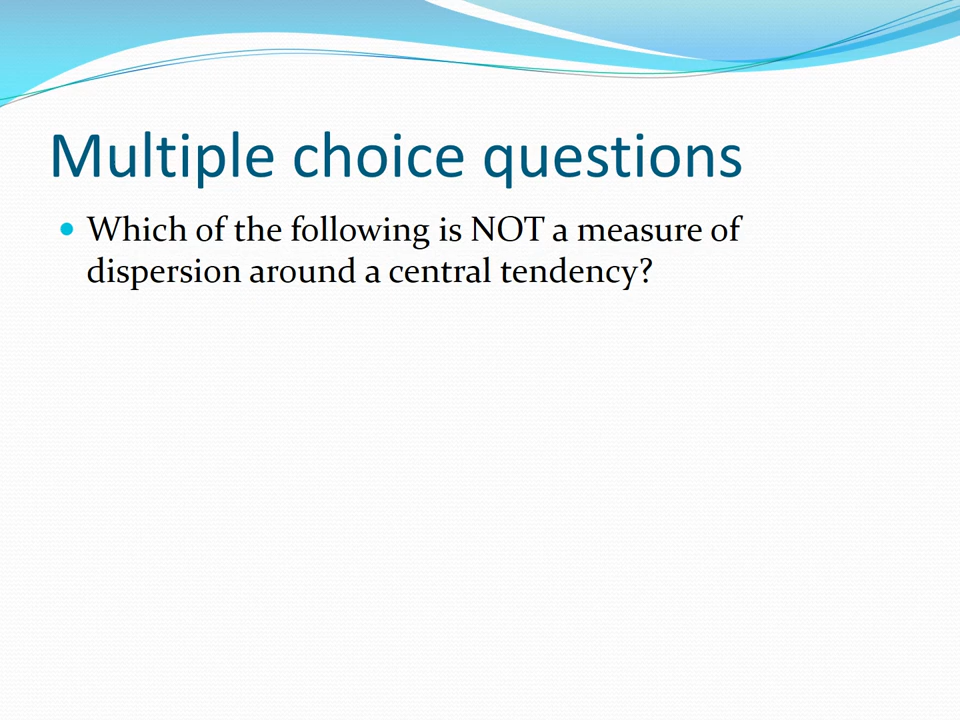 Multiple choice questions
• Which of the following is NOT a measure of
dispersion around a central tendency?